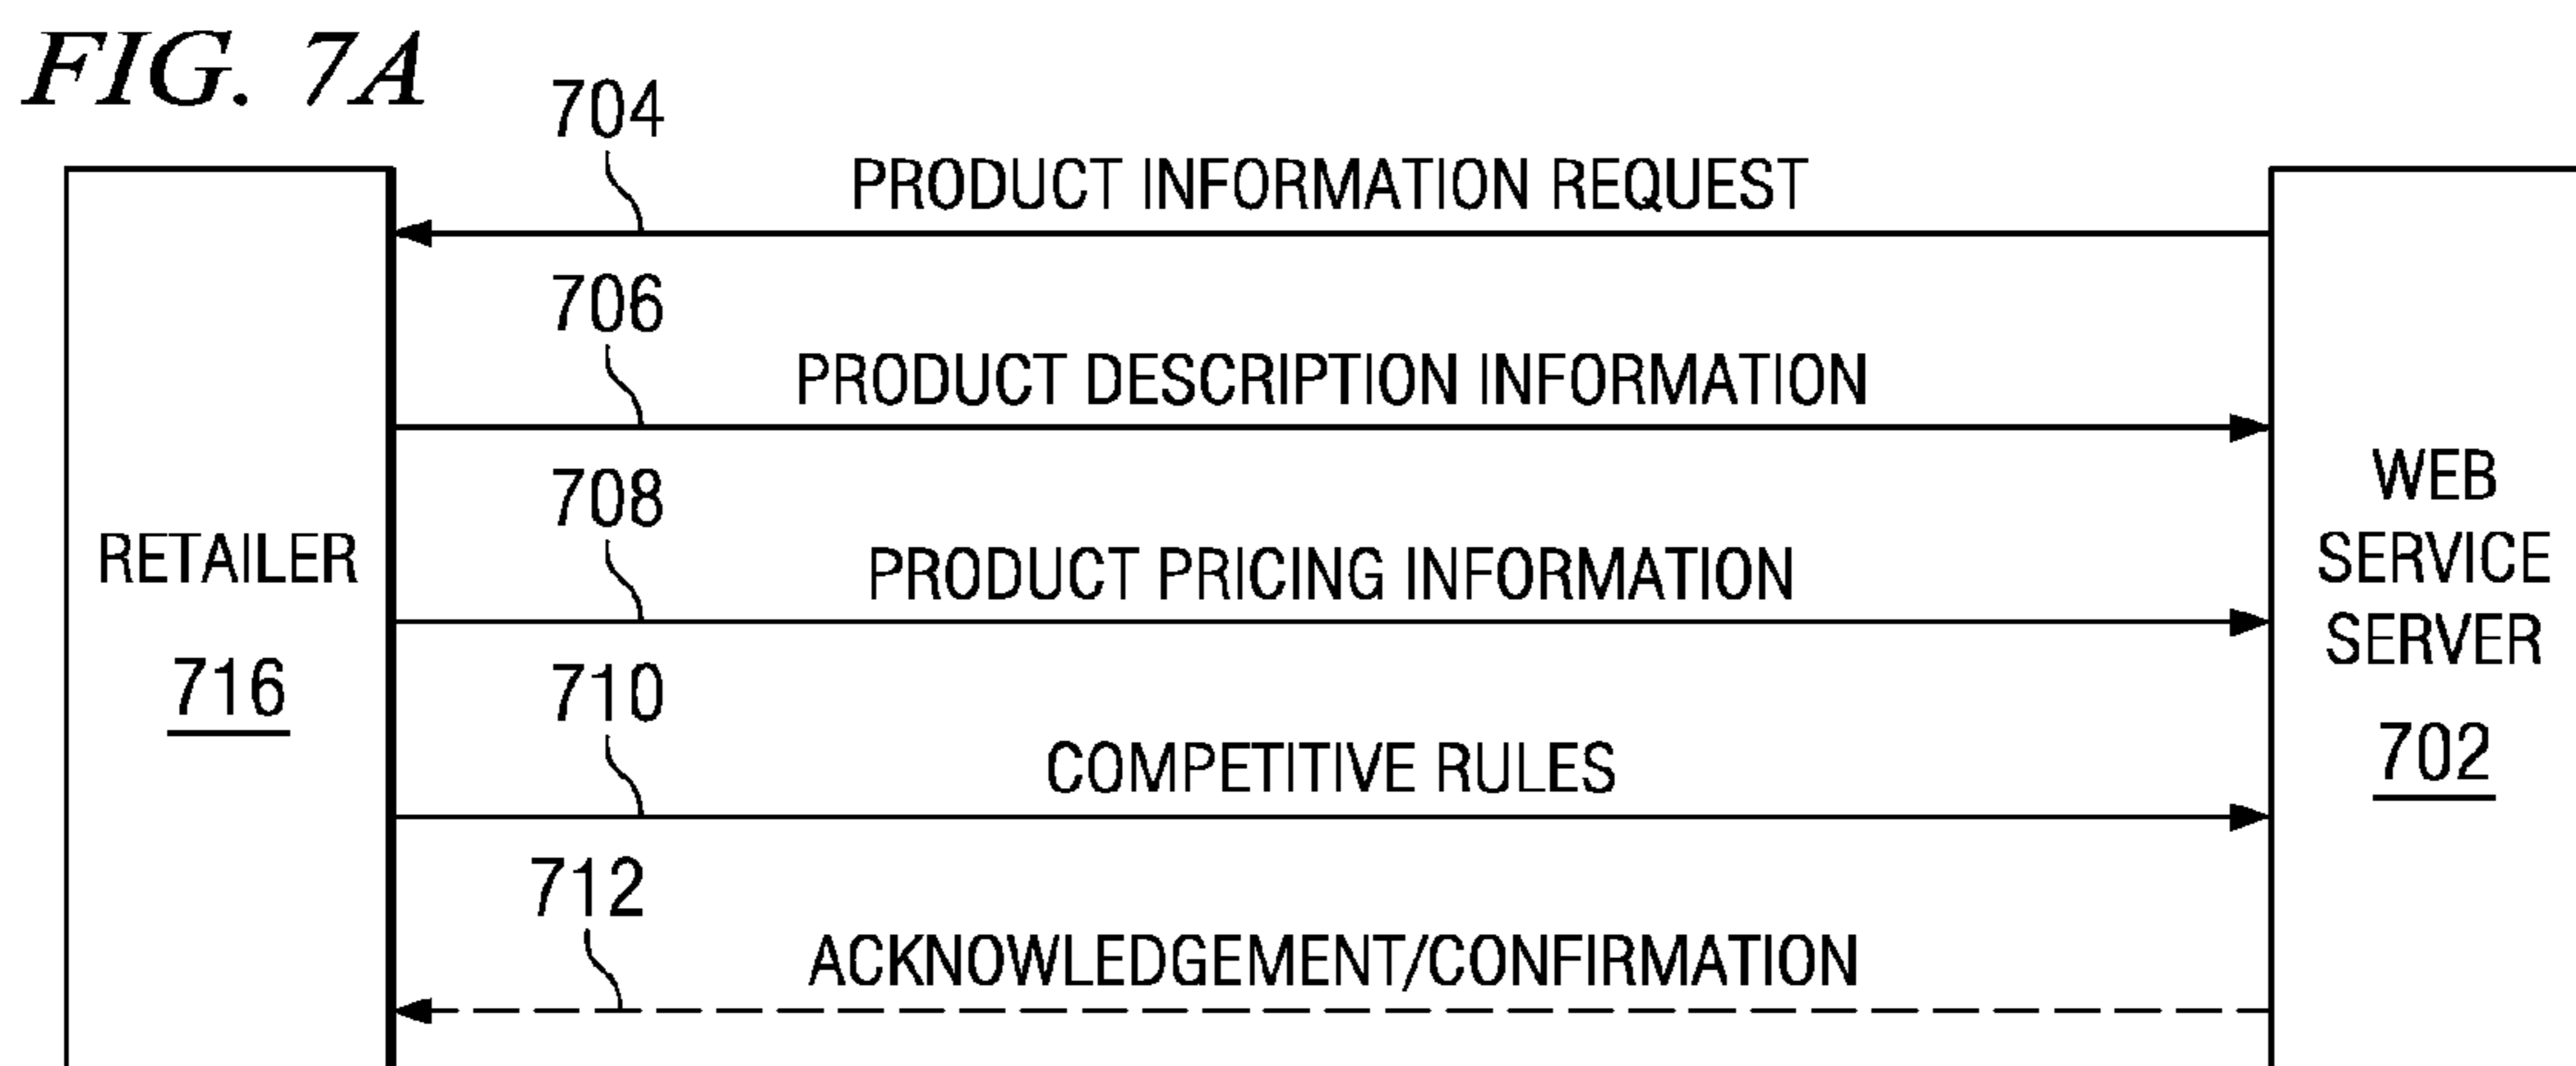 FIG. 7A
704
PRODUCT INFORMATION REQUEST
706
PRODUCT DESCRIPTION INFORMATION
708
PRODUCT PRICING INFORMATION
710
COMPETITIVE RULES
712
ACKNOWLEDGEMENT/CONFIRMATION
RETAILER
716
WEB
SERVICE
SERVER
702